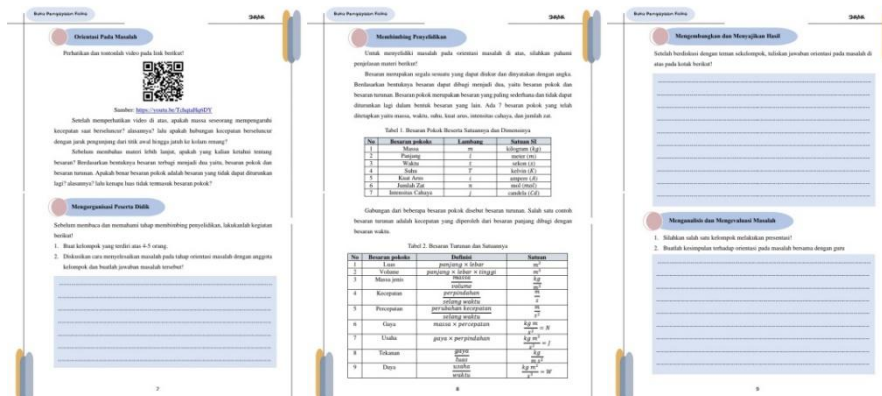 Buku Pengayaan Fisika
Orientasi Pada Masalah
Perhatikan dan contohlah video pada link berikut!
Sumber: https://youtu.be/
Setelah memperhatikan video di atas, apakah massa seseorang mempengaruhi
kecepatan saat berseluncur? alasannya? lalu apakah hubungan kecepatan berseluncur
dengan jarak pengunjung dari titik awal hingga jatuh ke kolam renang?
Sebelum membahas materi lebih lanjut, apakah yang kalian ketahui tentang
besaran? Berdasarkan bentuknya besaran terbagi menjadi dua yaitu, besaran pokok dan
besaran turunan. Apakah benar besaran pokok adalah besaran yang tidak dapat diturunkan
lagi? alasannya? lalu kenapa luas tidak termasuk besaran pokok?
Mengorganisasi Peserta Didik
Sebelum membaca dan memahami tahap membimbing penyelidikan, lakukanlah kegiatan
berikut!
1. Buat kelompok yang terdiri atas 4-5 orang.
2. Diskusikan cara menyelesaikan masalah pada tahap orientasi masalah dengan anggota
kelompok dan buatlah jawaban masalah tersebut!
7
Buku Pengayaan Fisika
Membimbing Penyelidikan
Untuk menyelidiki masalah pada orientasi masalah di atas, silahkan pahami
penjelasan materi berikut!
Besaran merupakan segala sesuatu yang dapat diukur dan dinyatakan dengan angka.
Berdasarkan bentuknya besaran dapat dibagi menjadi dua, yaitu besaran pokok dan
besaran turunan. Besaran pokok merupakan besaran yang paling sederhana dan tidak dapat
diturunkan lagi dalam bentuk besaran yang lain. Ada 7 besaran pokok yang telah
ditetapkan yaitu massa, waktu, suhu, kuat arus, intensitas cahaya, dan jumlah zat.
Tabel 1. Besaran Pokok Beserta Satuannya dan Dimensinya
No Besaran pokoks Lambang Satuan SI
1 Massa m kilogram (kg)
2 Panjang l meter (m)
3 Waktu s sekon (s)
4 Suhu T kelvin (K)
5 Kuat Arus i ampere (A)
6 Jumlah Zat n mol (mol)
7 Intensitas Cahaya j candela (Cd)
Gabungan dari beberapa besaran pokok disebut besaran turunan. Salah satu contoh
besaran turunan adalah kecepatan yang diperoleh dari besaran panjang dibagi dengan
besaran waktu.
Tabel 2. Besaran Turunan dan Satuannya
No Besaran pokoks Definisi Satuan
1 Luas panjang × lebar m²
2 Volume panjang × lebar × tinggi m³
3 Massa jenis massa / volume kg / m³
4 Kecepatan perpindahan / selang waktu m / s
5 Percepatan perubahan kecepatan / selang waktu m / s²
6 Gaya massa × percepatan kg m / s² = N
7 Usaha gaya × perpindahan kg m² / s² = J
8 Tekanan gaya / luas kg / m s²
9 Daya usaha / waktu = W
8
Buku Pengayaan Fisika
Mengembangkan dan Menyajikan Hasil
Setelah berdiskusi dengan teman sekelompok, tuliskan jawaban orientasi pada masalah di
atas pada kotak berikut!
Menganalisis dan Mengevaluasi Masalah
1. Silahkan salah satu kelompok melakukan presentasi!
2. Buatlah kesimpulan terhadap orientasi pada masalah bersama dengan guru
9